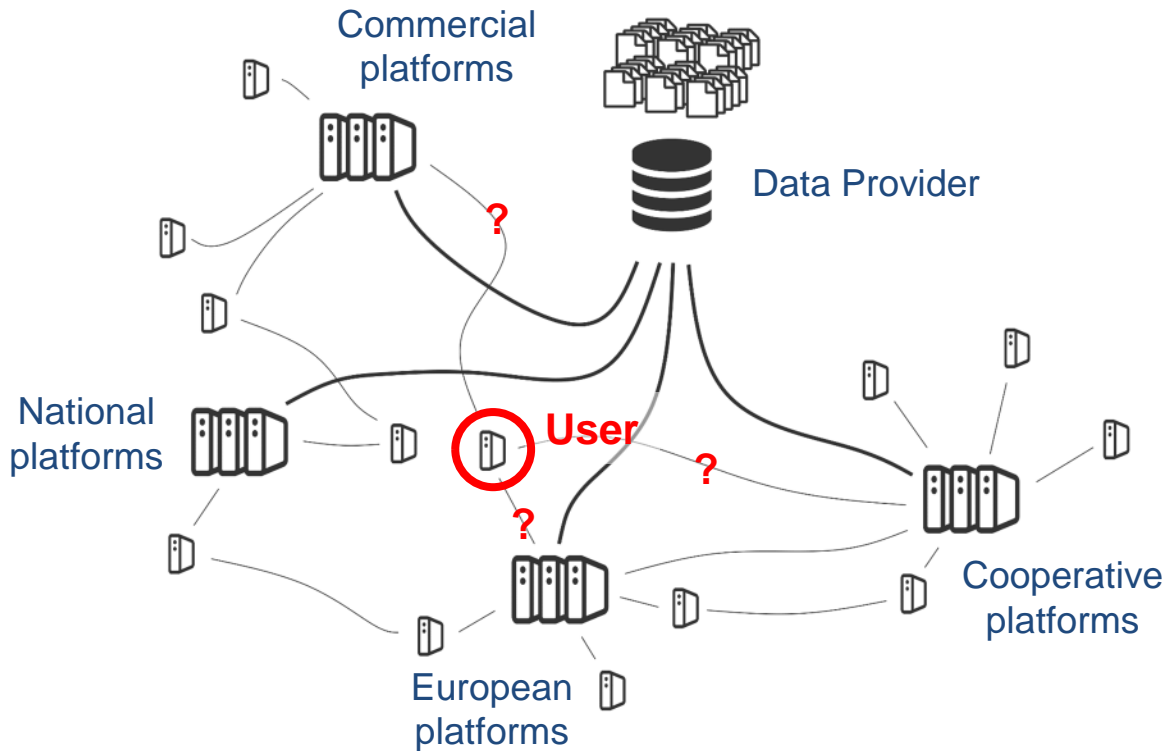 Commercial
platforms
Data Provider
?
National
platforms
User
?
?
Cooperative
platforms
European
platforms